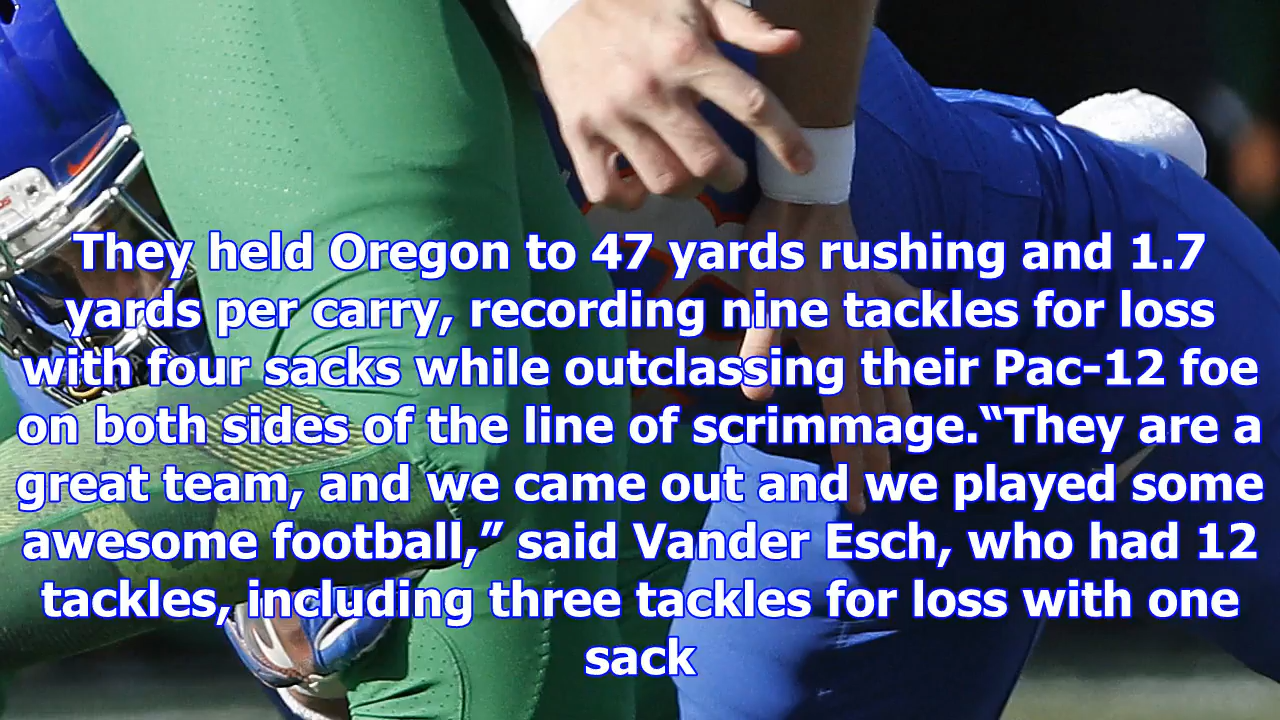 They held Oregon to 47 yards rushing and 1.7
yards per carry, recording nine tackles for loss
with four sacks while outclassing their Pac-12 foe
on both sides of the line of scrimmage.“They are a
great team, and we came out and we played some
awesome football,” said Vander Esch, who had 12
tackles, including three tackles for loss with one
sack